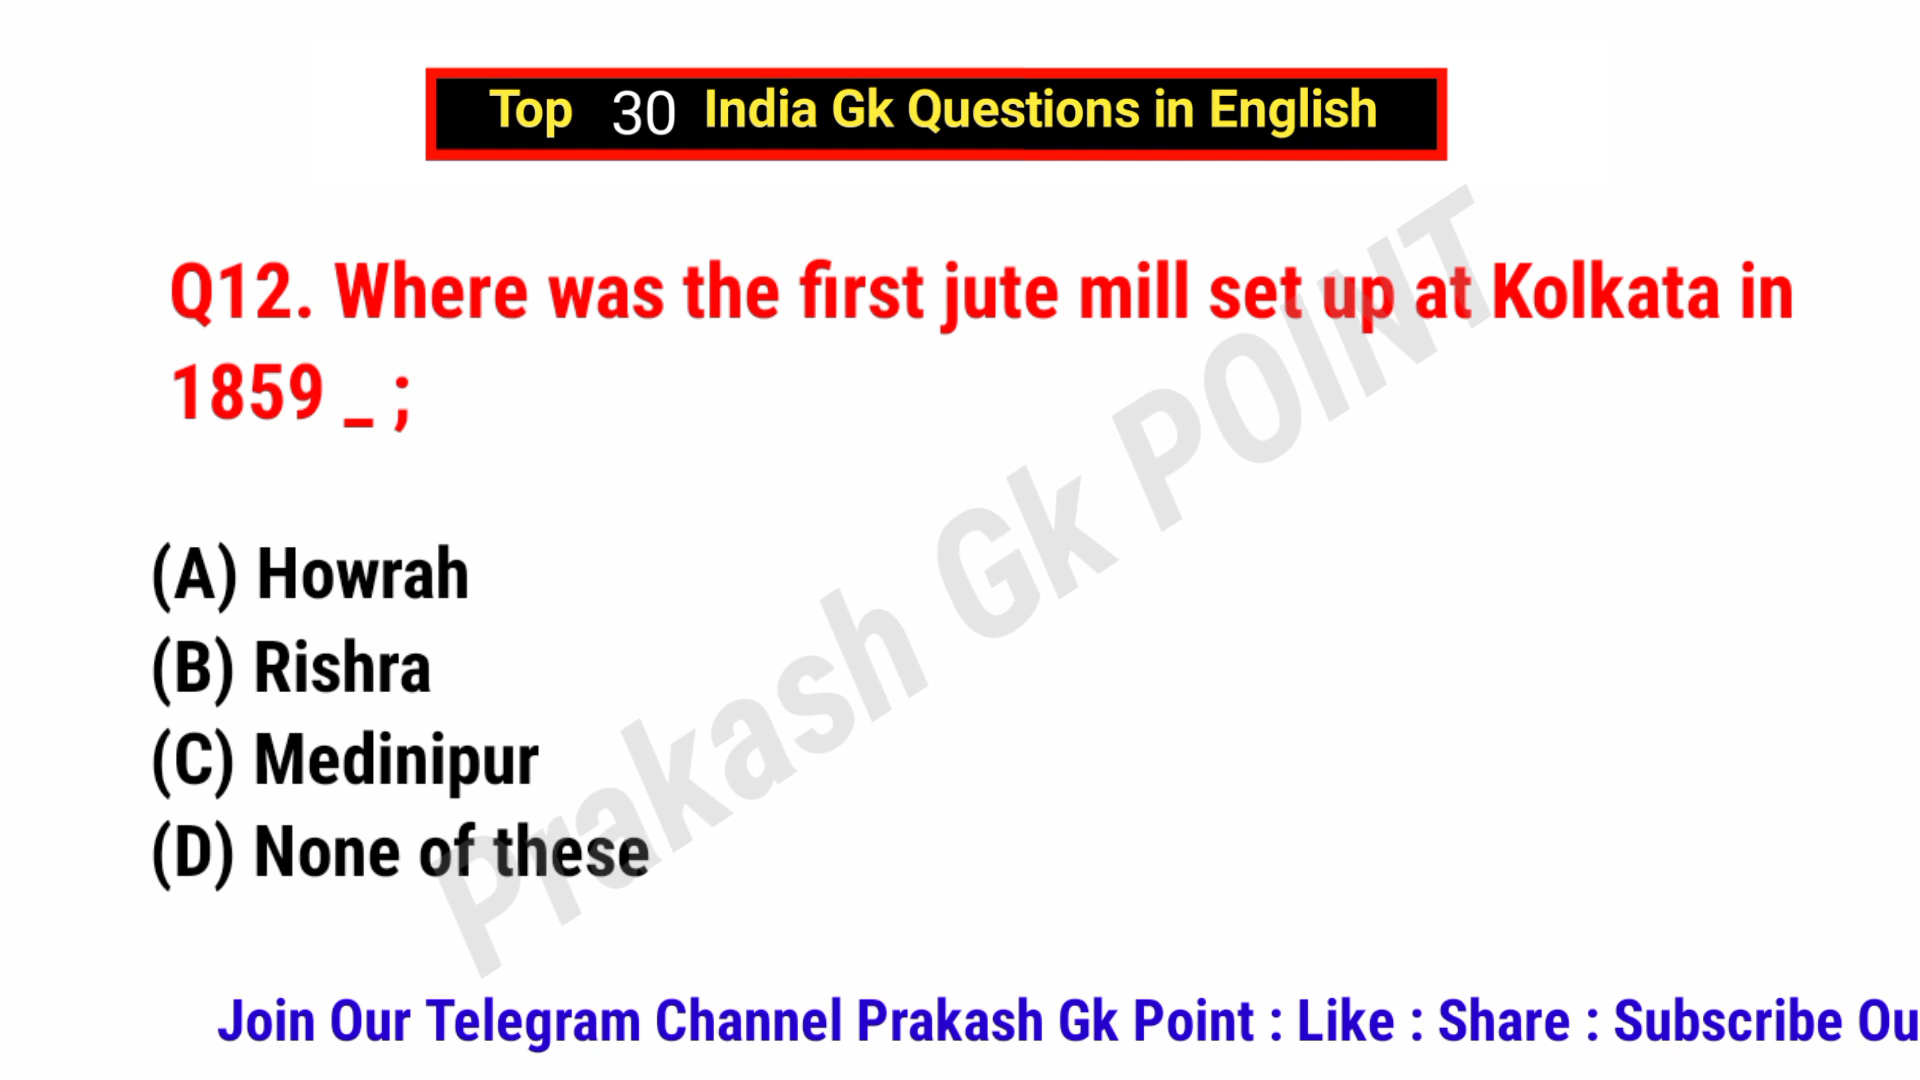 Top 30 India Gk Questions in English
Q12. Where was the first jute mill set up at Kolkata in
1859 _ ;
(A) Howrah
(B) Rishra
(C) Medinipur
(D) None of these
Prakash Gk POINT
Join Our Telegram Channel Prakash Gk Point : Like : Share : Subscribe Ou